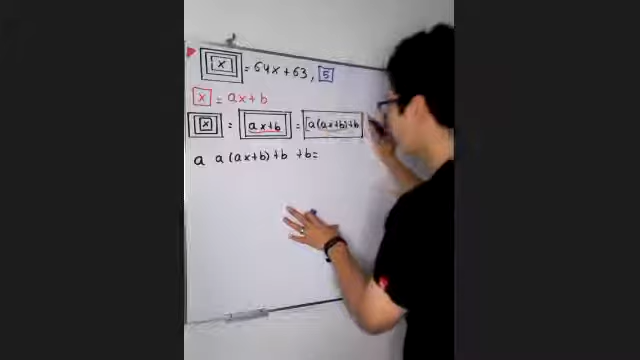 x = 64x + 63, 5
x = ax + b
x = ax + b = a(ax + b) + b
a a(ax + b) + b + b =